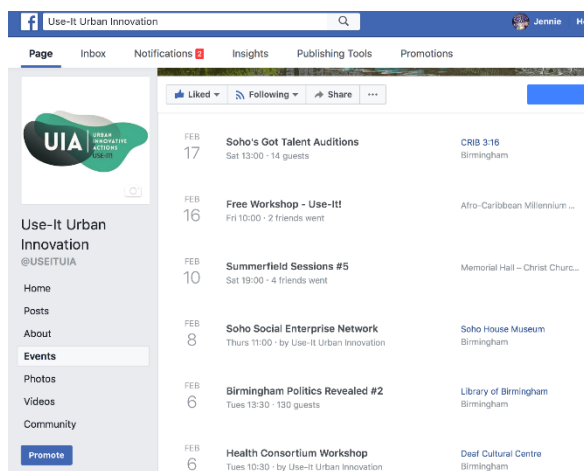 f Use-It Urban Innovation
Jennie
Page Inbox Notifications 2 Insights Publishing Tools Promotions
Liked Following Share ...
UIA URBAN
INNOVATIVE
ACTIONS
USE-IT!
Use-It Urban
Innovation
@USEITUIA
Home
Posts
About
Events
Photos
Videos
Community
Promote
FEB
17
Soho's Got Talent Auditions
Sat 13:00 · 14 guests
CRIB 3:16
Birmingham
FEB
16
Free Workshop - Use-It!
Fri 10:00 · 2 friends went
Afro-Caribbean Millennium ...
FEB
10
Summerfield Sessions #5
Sat 19:00 · 4 friends went
Memorial Hall – Christ Churc...
FEB
8
Soho Social Enterprise Network
Thurs 11:00 · by Use-It Urban Innovation
Soho House Museum
Birmingham
FEB
6
Birmingham Politics Revealed #2
Tues 13:30 · 130 guests
Library of Birmingham
Birmingham
FEB
6
Health Consortium Workshop
Tues 10:30 · by Use-It Urban Innovation
Deaf Cultural Centre
Birmingham